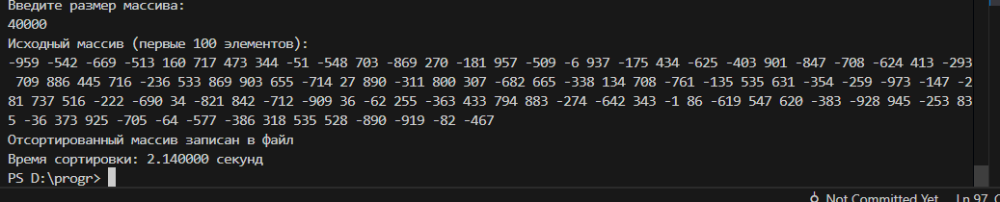 Введите размер массива:
40000
Исходный массив (первые 100 элементов):
-959 -542 -669 -513 160 717 473 344 -51 -548 703 -869 270 -181 957 -509 -6 937 -175 434 -625 -403 901 -847 -708 -624 413 -293
 709 886 445 716 -236 533 869 903 655 -714 27 890 -311 800 307 -682 665 -338 134 708 -761 -135 535 631 -354 -259 -973 -147 -2
81 737 516 -222 -690 34 -821 842 -712 -909 36 -62 255 -363 433 794 883 -274 -642 343 -1 86 -619 547 620 -383 -928 945 -253 83
5 -36 373 925 -705 -64 -577 -386 318 535 528 -890 -919 -82 -467
Отсортированный массив записан в файл
Время сортировки: 2.140000 секунд
PS D:\progr>
Not Committed Yet Ln 97,